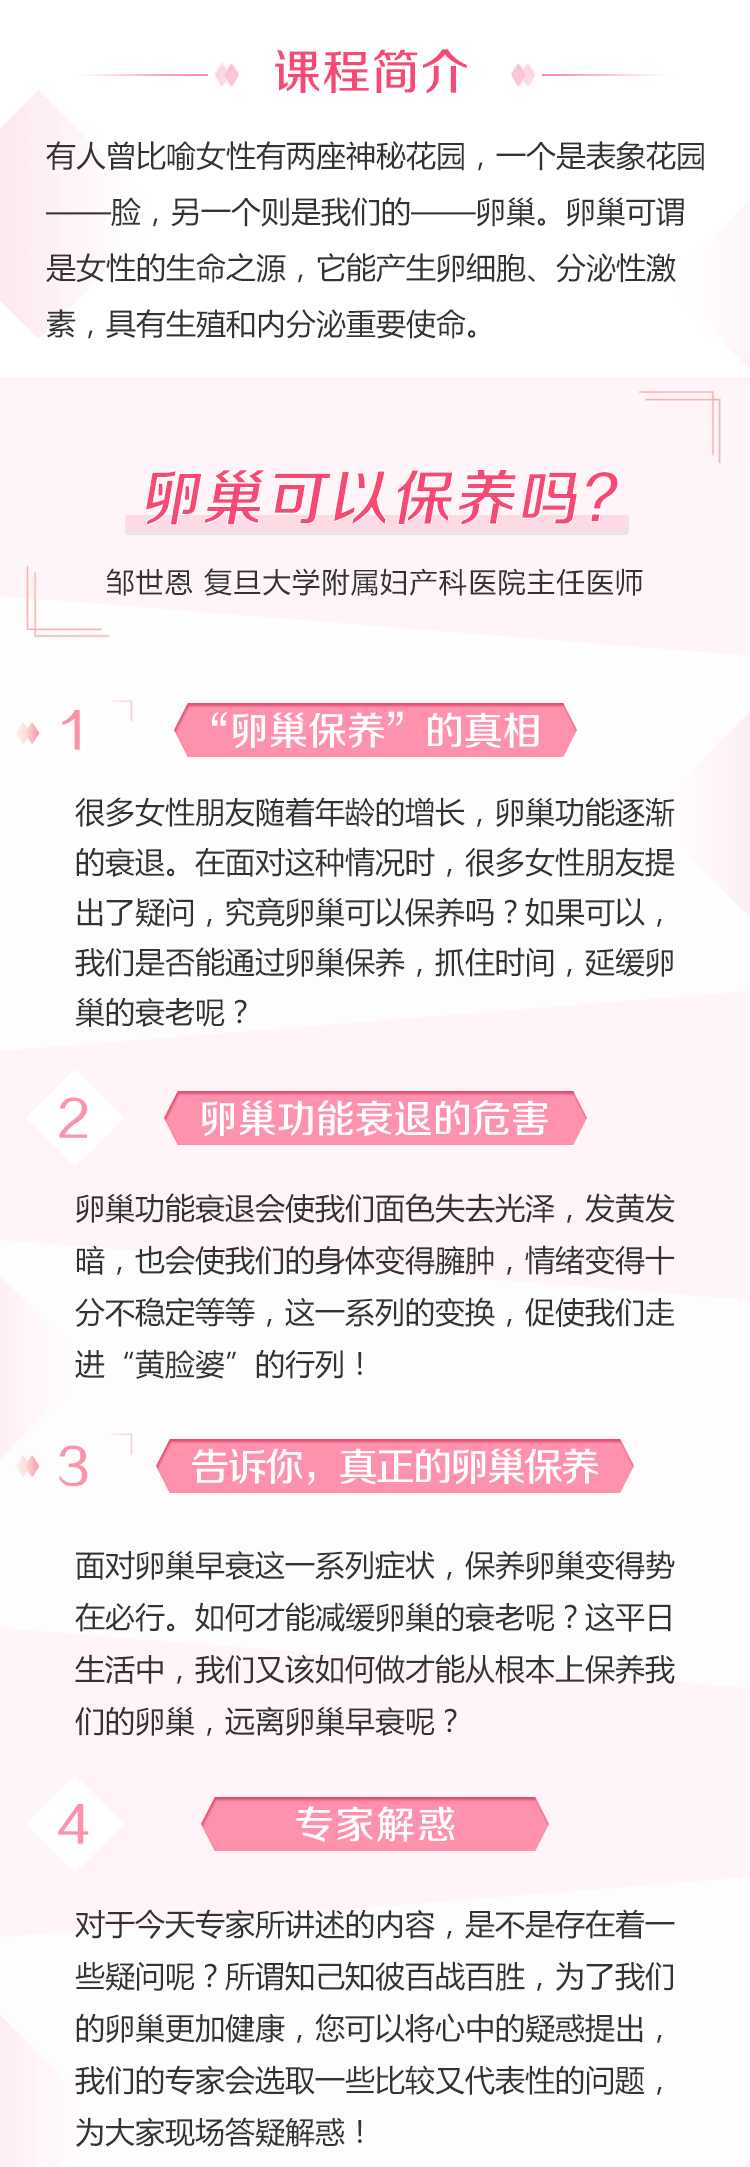 课程简介
有人曾比喻女性有两座神秘花园，一个是表象花园
——脸，另一个则是我们的——卵巢。卵巢可谓
是女性的生命之源，它能产生卵细胞、分泌性激
素，具有生殖和内分泌重要使命。
卵巢可以保养吗？
邹世恩 复旦大学附属妇产科医院主任医师
1
“卵巢保养”的真相
很多女性朋友随着年龄的增长，卵巢功能逐渐
的衰退。在面对这种情况时，很多女性朋友提
出了疑问，究竟卵巢可以保养吗？如果可以，
我们是否能通过卵巢保养，抓住时间，延缓卵
巢的衰老呢？
2
卵巢功能衰退的危害
卵巢功能衰退会使我们面色失去光泽，发黄发
暗，也会使我们的身体变得臃肿，情绪变得十
分不稳定等等，这一系列的变换，促使我们走
进“黄脸婆”的行列！
3
告诉你，真正的卵巢保养
面对卵巢早衰这一系列症状，保养卵巢变得势
在必行。如何才能减缓卵巢的衰老呢？这平日
生活中，我们又该如何做才能从根本上保养我
们的卵巢，远离卵巢早衰呢？
4
专家解惑
对于今天专家所讲述的内容，是不是存在着一
些疑问呢？所谓知己知彼百战百胜，为了我们
的卵巢更加健康，您可以将心中的疑惑提出，
我们的专家会选取一些比较又代表性的问题，
为大家现场答疑解惑！